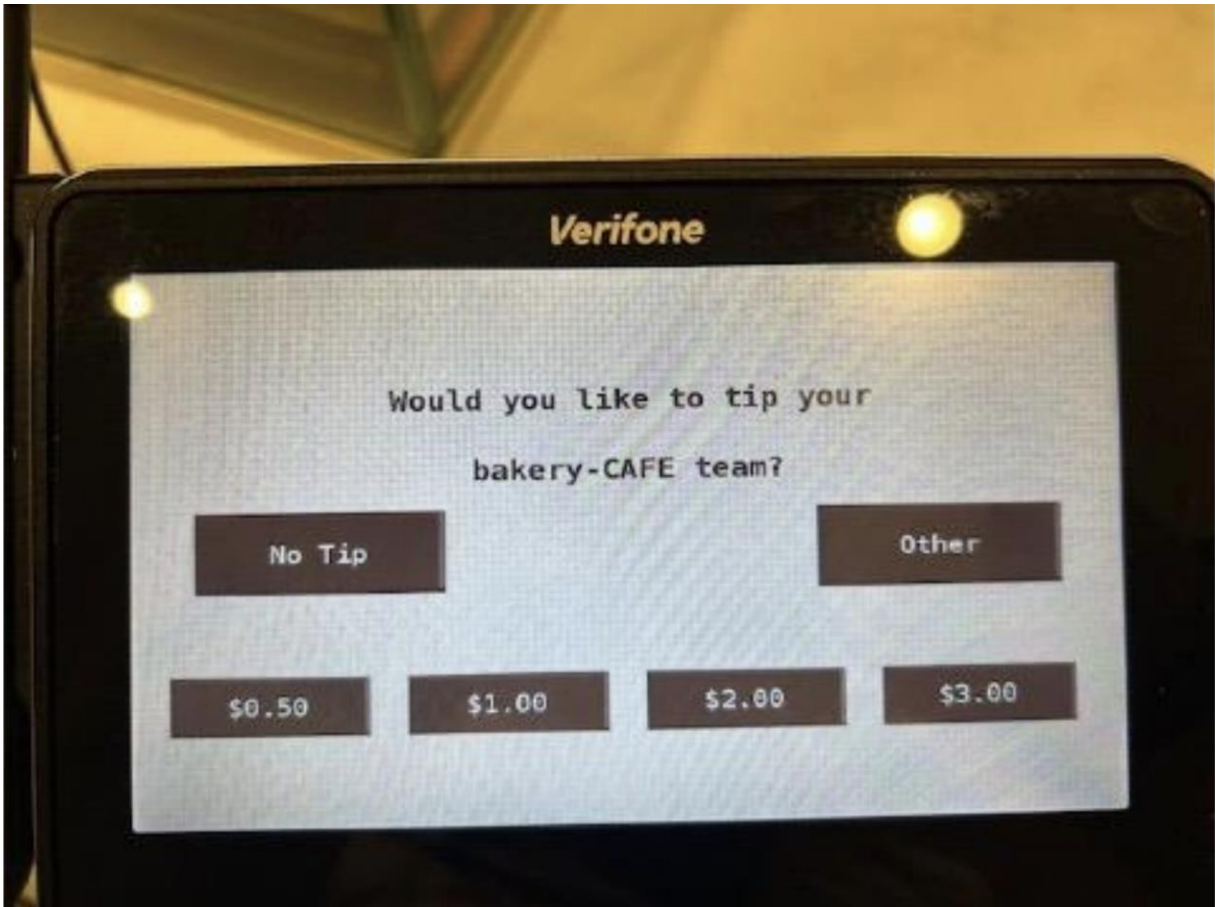 Verifone
Would you like to tip your
bakery-CAFE team?
No Tip
Other
$0.50
$1.00
$2.00
$3.00